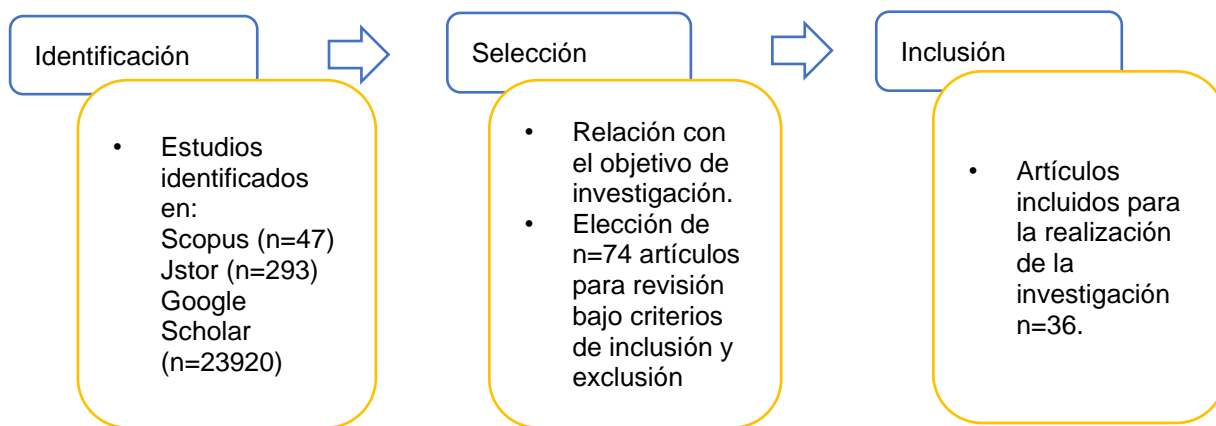 Identificación
• Estudios
identificados
en:
Scopus (n=47)
Jstor (n=293)
Google
Scholar
(n=23920)
Selección
• Relación con
el objetivo de
investigación.
• Elección de
n=74 artículos
para revisión
bajo criterios
de inclusión y
exclusión
Inclusión
• Artículos
incluidos para
la realización
de la
investigación
n=36.